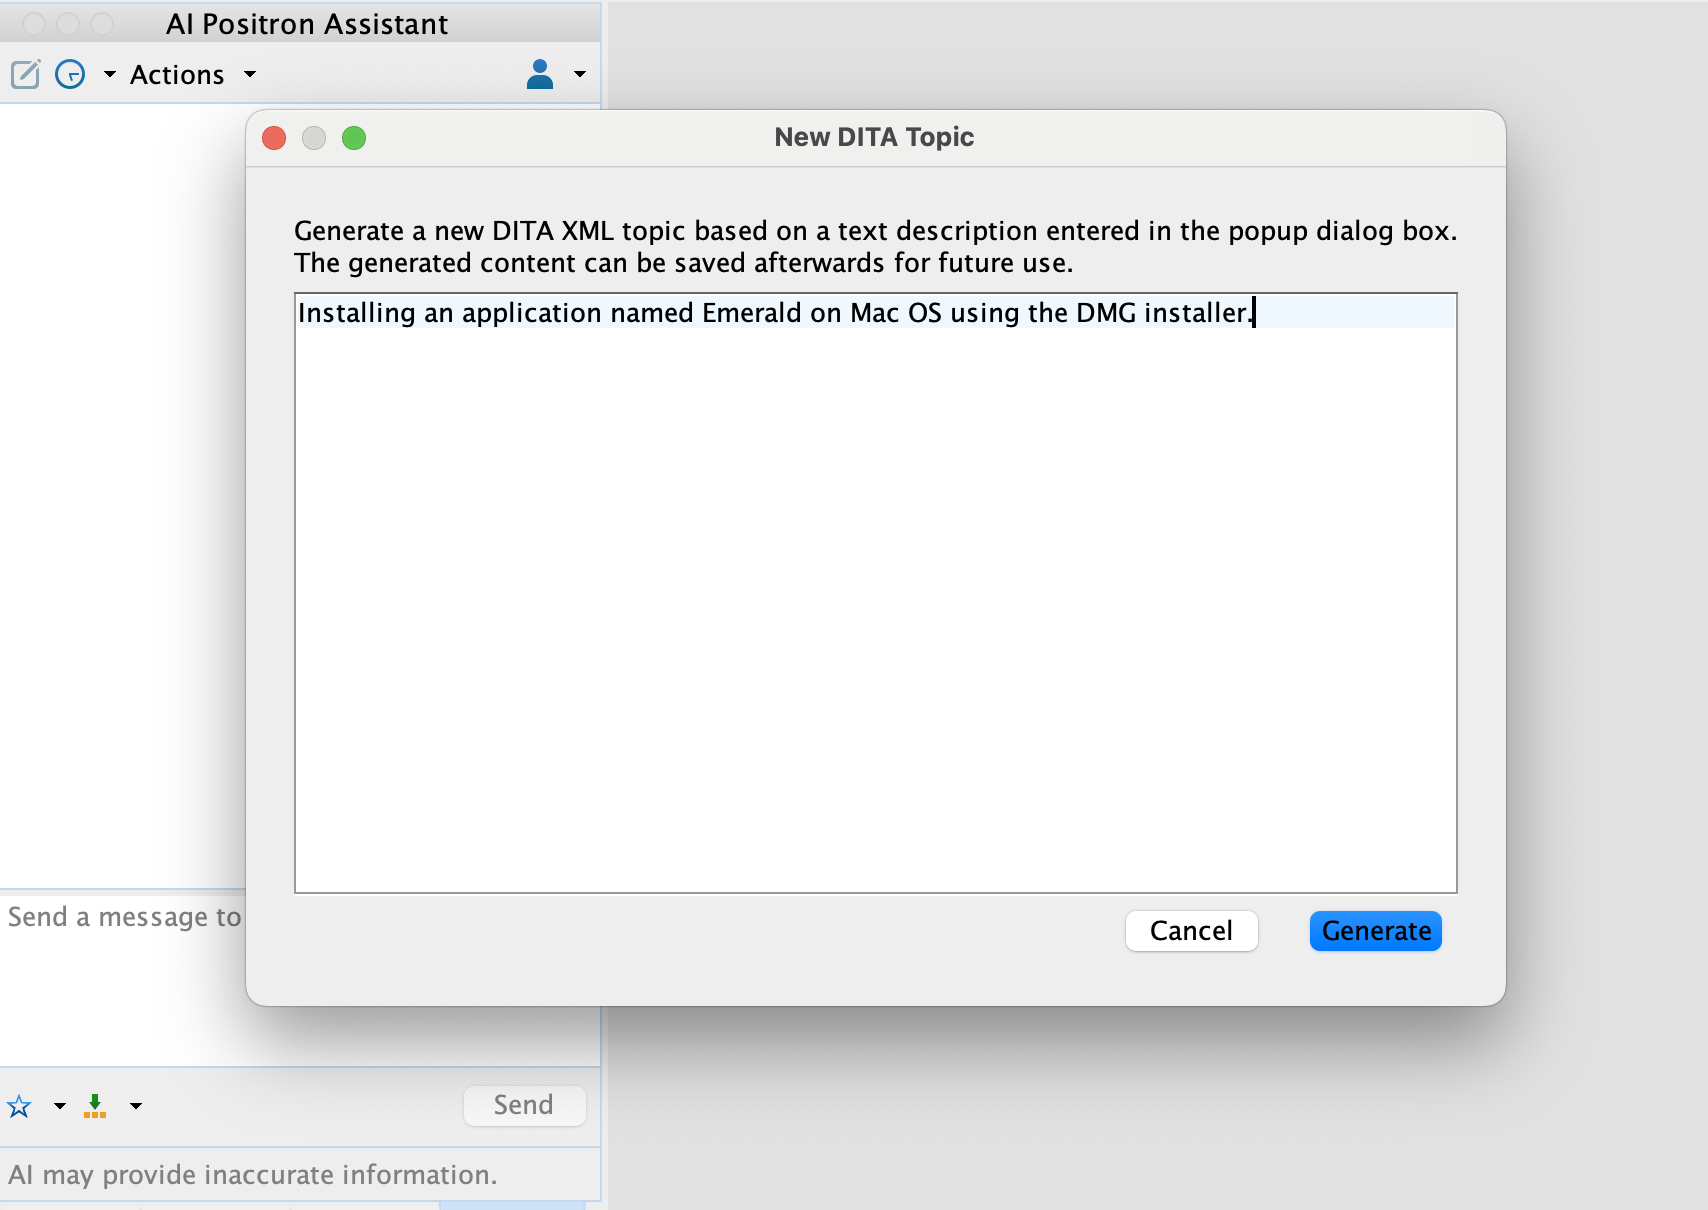 AI Positron Assistant
Actions
New DITA Topic
Generate a new DITA XML topic based on a text description entered in the popup dialog box.
The generated content can be saved afterwards for future use.
Installing an application named Emerald on Mac OS using the DMG installer.
Send a message to
Cancel
Generate
Send
AI may provide inaccurate information.